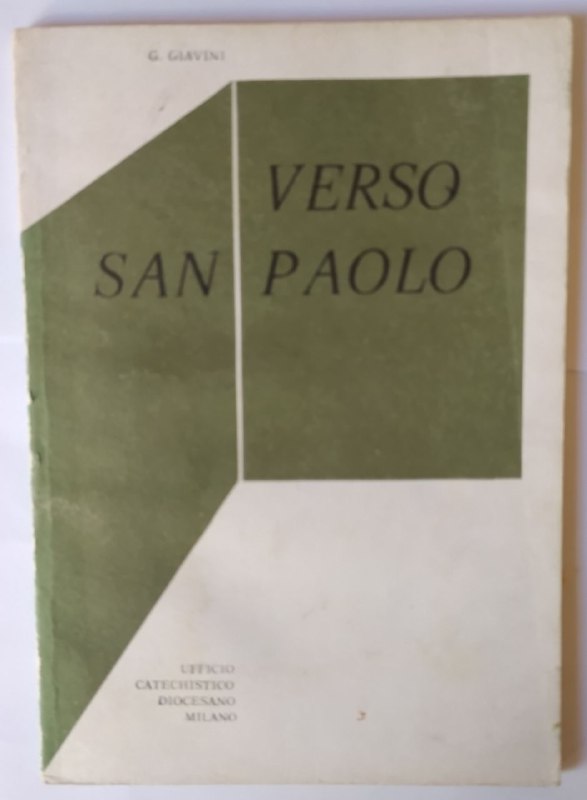 G. GIAVINI
VERSO
SAN PAOLO
UFFICIO
CATECHISTICO
DIOCESANO
MILANO